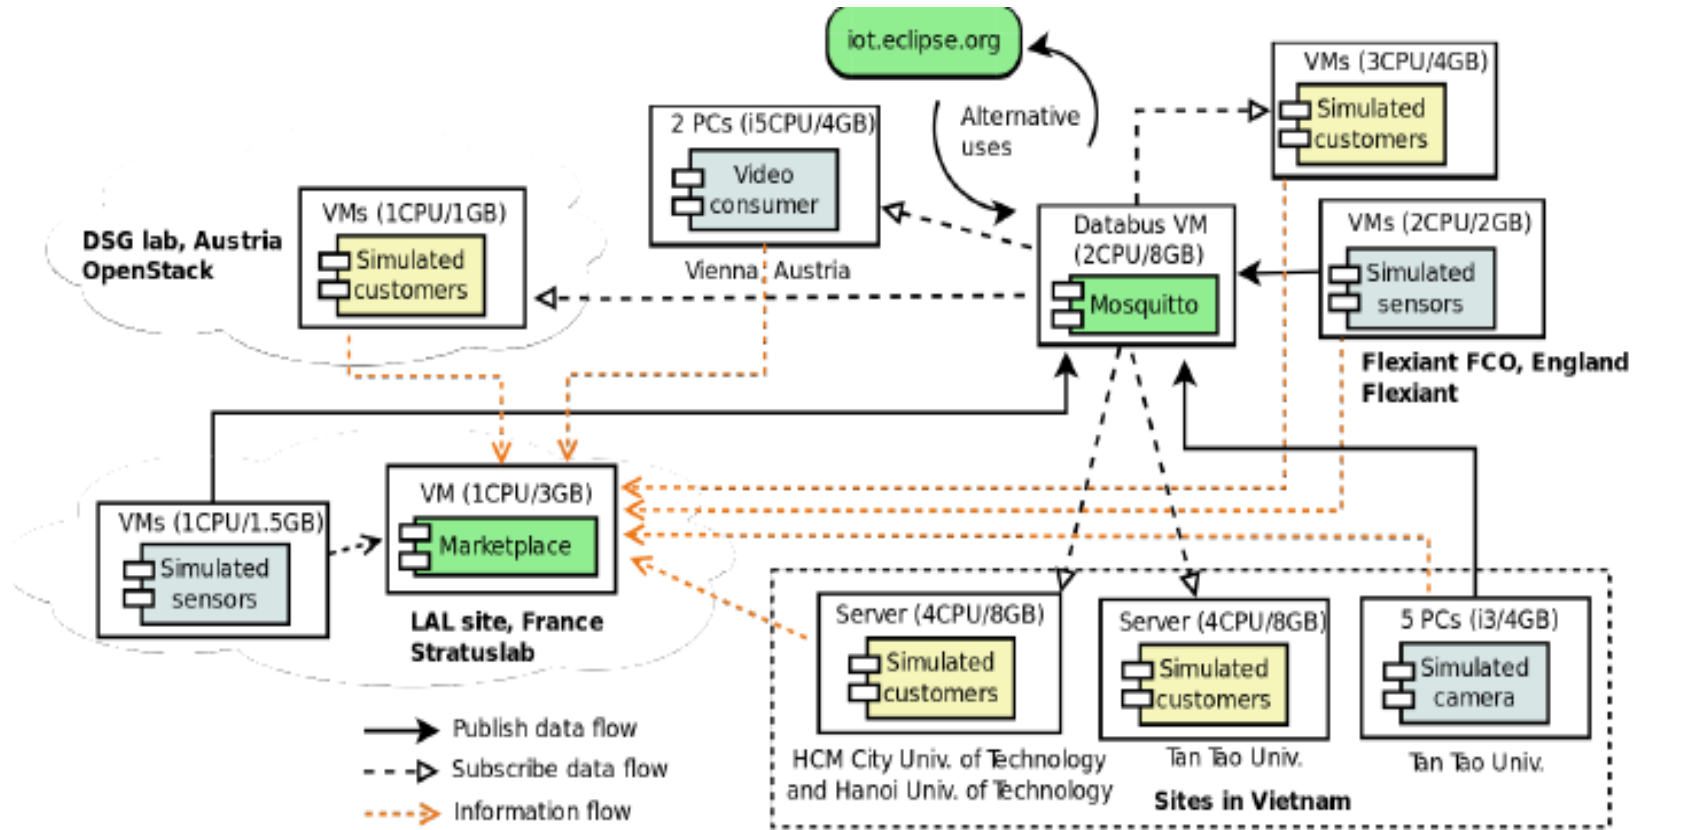 iot.eclipse.org
Alternative
uses
VMs (3CPU/4GB)
Simulated
customers
2 PCs (i5CPU/4GB)
Video
consumer
Vienna, Austria
VMs (1CPU/1GB)
Simulated
customers
DSG lab, Austria
OpenStack
Databus VM
(2CPU/8GB)
Mosquitto
VMs (2CPU/2GB)
Simulated
sensors
Flexiant FCO, England
Flexiant
VMs (1CPU/1.5GB)
Simulated
sensors
VM (1CPU/3GB)
Marketplace
LAL site, France
Stratuslab
Server (4CPU/8GB)
Simulated
customers
HCM City Univ. of Technology
and Hanoi Univ. of Technology
Server (4CPU/8GB)
Simulated
customers
Tan Tao Univ.
5 PCs (i3/4GB)
Simulated
camera
Tan Tao Univ.
Sites in Vietnam
Publish data flow
Subscribe data flow
Information flow